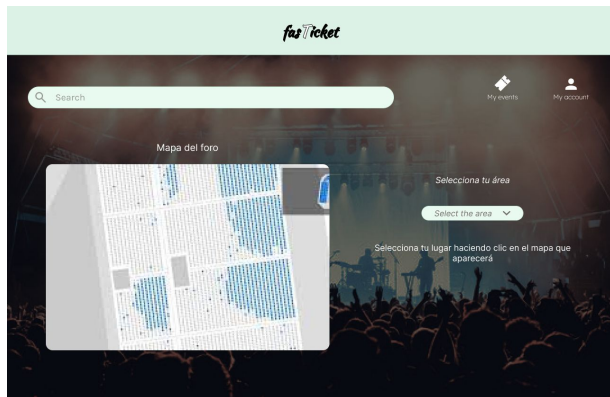 fasTicket
Search
My events
My account
Mapa del foro
Selecciona tu área
Select the area
Selecciona tu lugar haciendo clic en el mapa que
aparecerá